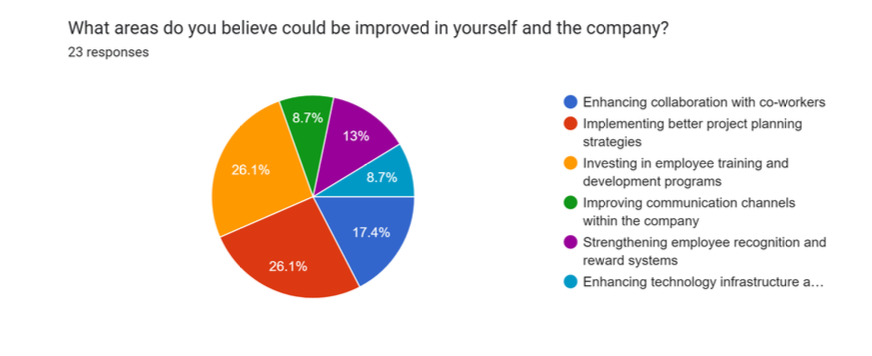 What areas do you believe could be improved in yourself and the company?
23 responses
8.7%
13%
26.1%
8.7%
17.4%
26.1%
Enhancing collaboration with co-workers
Implementing better project planning
strategies
Investing in employee training and
development programs
Improving communication channels
within the company
Strengthening employee recognition and
reward systems
Enhancing technology infrastructure a…